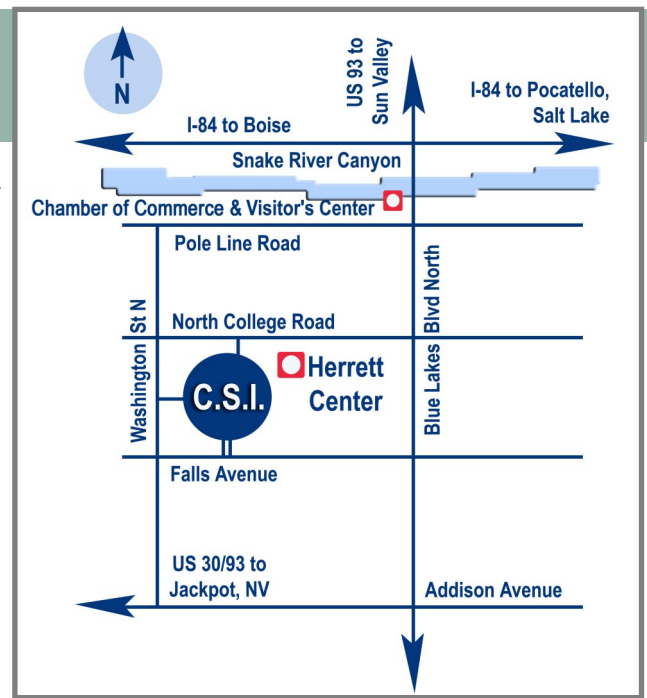 N
US 93 to
Sun Valley
I-84 to Pocatello,
Salt Lake
I-84 to Boise
Snake River Canyon
Chamber of Commerce & Visitor's Center
Pole Line Road
Washington St N
Blue Lakes Blvd North
North College Road
C.S.I.
Herrett
Center
Falls Avenue
US 30/93 to
Jackpot, NV
Addison Avenue